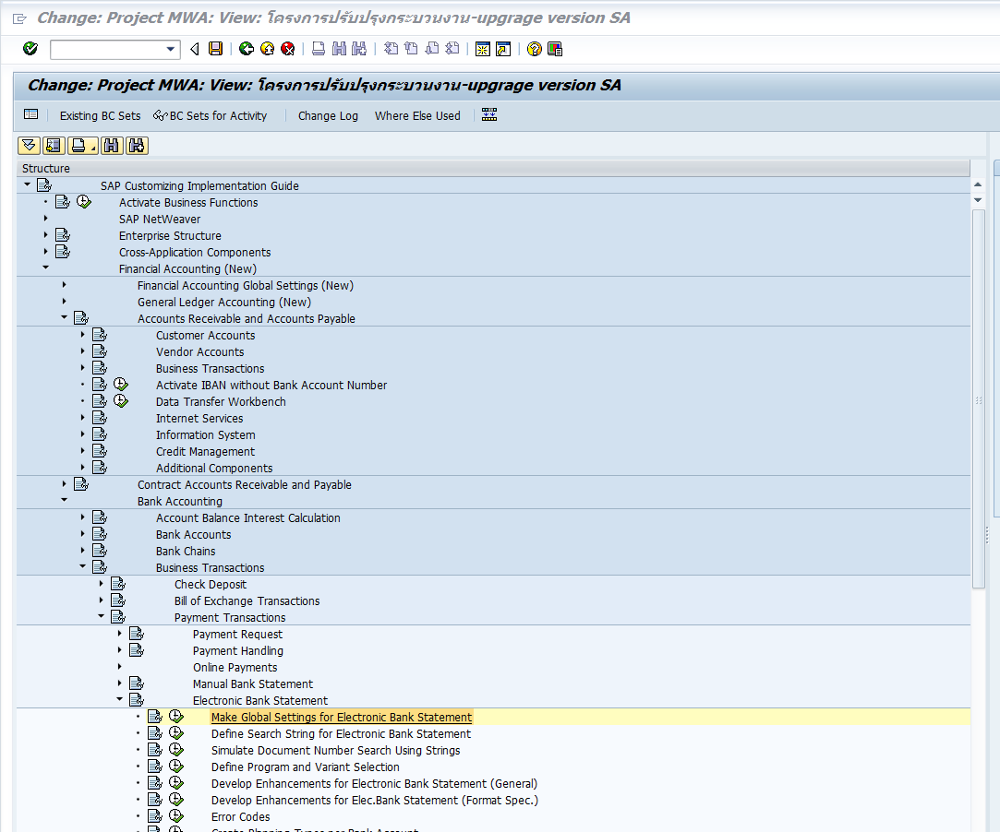 Change: Project MWA: View: โครงการปรับปรุงกระบวนงาน-upgrage version SA
Change: Project MWA: View: โครงการปรับปรุงกระบวนงาน-upgrage version SA
Existing BC Sets BC Sets for Activity Change Log Where Else Used
Structure
SAP Customizing Implementation Guide
Activate Business Functions
SAP NetWeaver
Enterprise Structure
Cross-Application Components
Financial Accounting (New)
Financial Accounting Global Settings (New)
General Ledger Accounting (New)
Accounts Receivable and Accounts Payable
Customer Accounts
Vendor Accounts
Business Transactions
Activate IBAN without Bank Account Number
Data Transfer Workbench
Internet Services
Information System
Credit Management
Additional Components
Contract Accounts Receivable and Payable
Bank Accounting
Account Balance Interest Calculation
Bank Accounts
Bank Chains
Business Transactions
Check Deposit
Bill of Exchange Transactions
Payment Transactions
Payment Request
Payment Handling
Online Payments
Manual Bank Statement
Electronic Bank Statement
Make Global Settings for Electronic Bank Statement
Define Search String for Electronic Bank Statement
Simulate Document Number Search Using Strings
Define Program and Variant Selection
Develop Enhancements for Electronic Bank Statement (General)
Develop Enhancements for Elec.Bank Statement (Format Spec.)
Error Codes
Create Planning Types per Bank Account